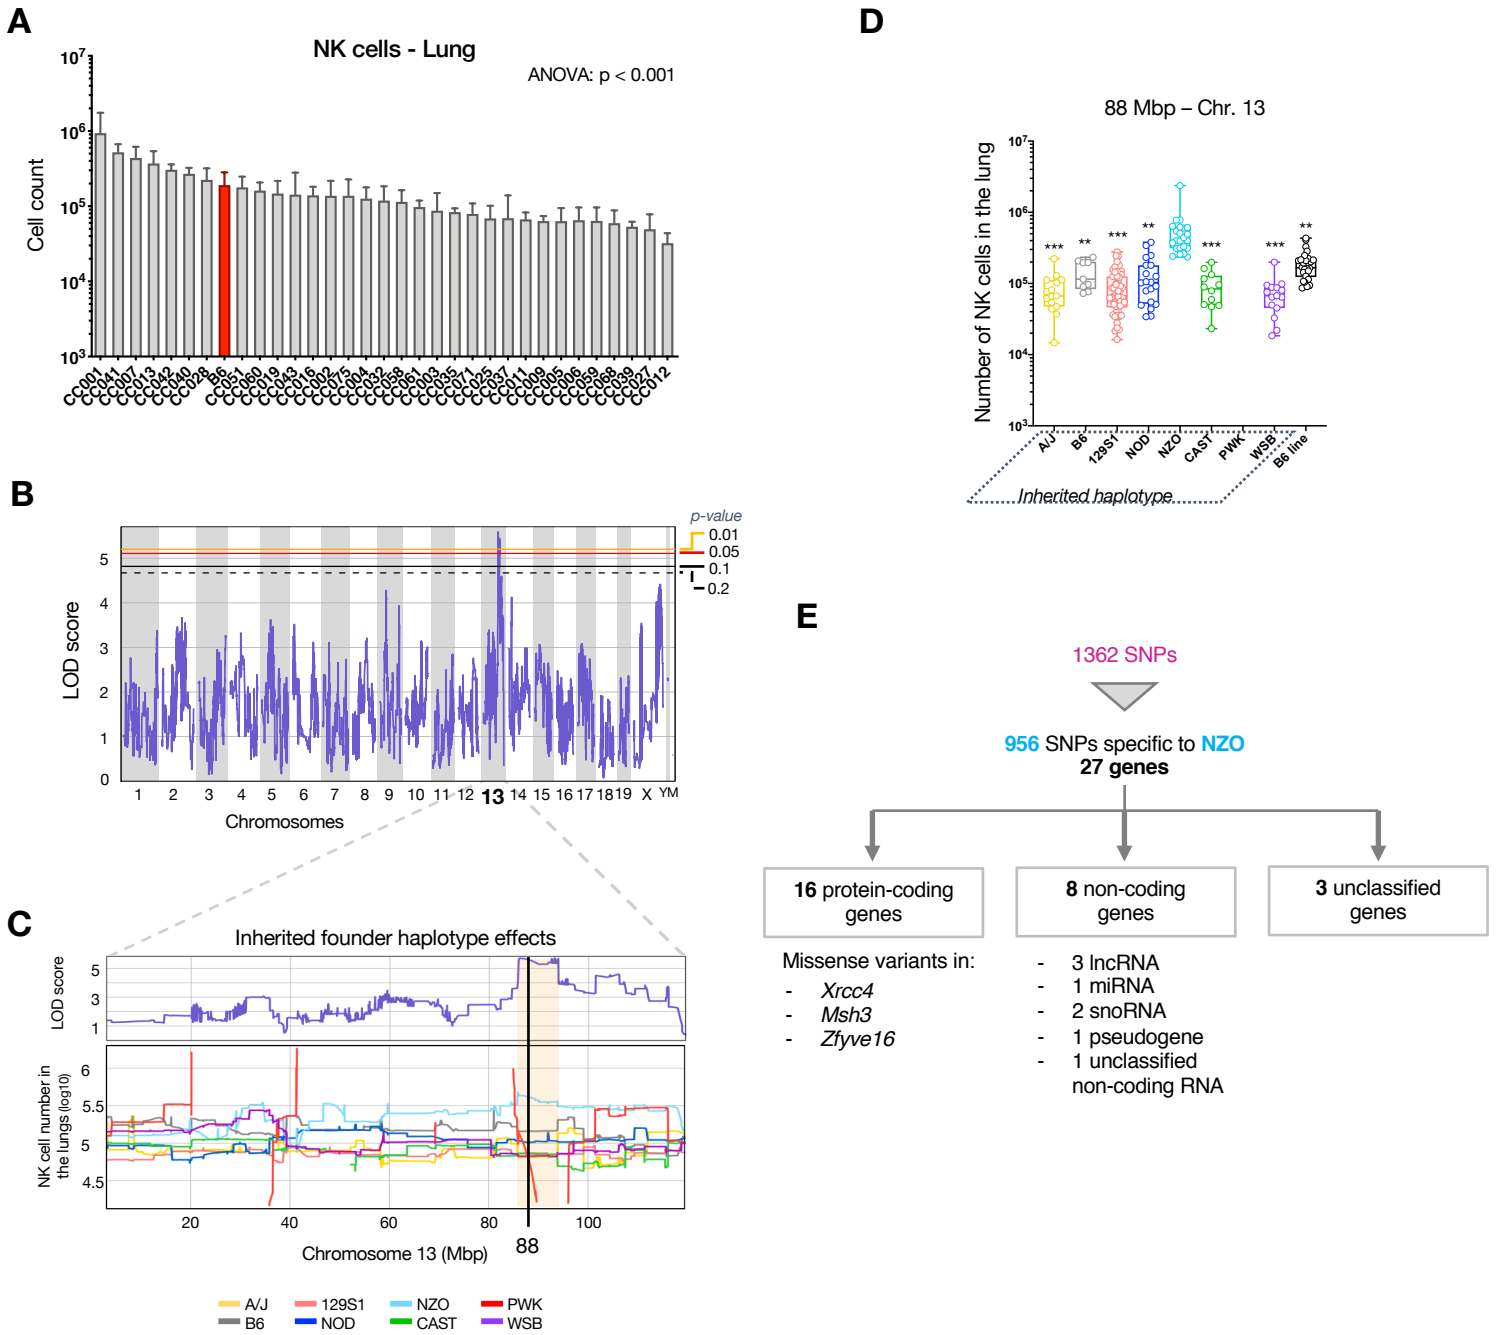 A
NK cells - Lung
ANOVA: p < 0.001
Cell count
10⁷
10⁶
10⁵
10⁴
10³
CC001
CC041
CC007
CC013
CC042
CC040
CC028
B6
CC051
CC060
CC019
CC043
CC016
CC002
CC075
CC004
CC032
CC058
CC061
CC003
CC035
CC071
CC025
CC037
CC011
CC009
CC005
CC006
CC059
CC068
CC039
CC027
CC012
B
p-value
0.01
0.05
0.1
0.2
LOD score
5
4
3
2
1
0
1 2 3 4 5 6 7 8 9 10 11 12 13 14 15 16 17 18 19 X Y M
Chromosomes
C
Inherited founder haplotype effects
LOD score
5
3
1
NK cell number in
the lungs (log10)
6
5.5
5
4.5
20 40 60 80 100
88
Chromosome 13 (Mbp)
A/J 129S1 NZO PWK
B6 NOD CAST WSB
D
88 Mbp – Chr. 13
Number of NK cells in the lung
10⁷
10⁶
10⁵
10⁴
10³
*** ** *** ** *** *** **
A/J
B6
129S1
NOD
NZO
CAST
PWK
WSB
B6 line
Inherited haplotype
E
1362 SNPs
956 SNPs specific to NZO
27 genes
16 protein-coding
genes
8 non-coding
genes
3 unclassified
genes
Missense variants in:
- Xrcc4
- Msh3
- Zfyve16
- 3 lncRNA
- 1 miRNA
- 2 snoRNA
- 1 pseudogene
- 1 unclassified
non-coding RNA